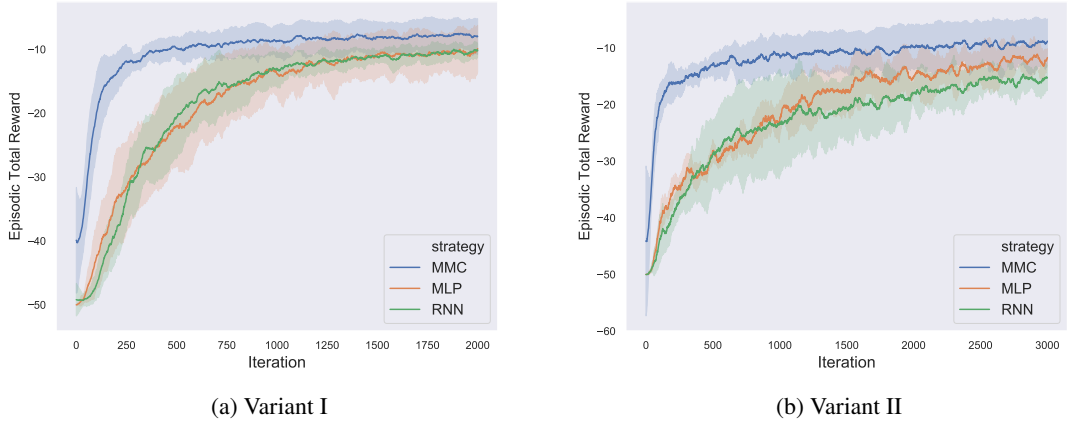 Episodic Total Reward
−10
−20
−30
−40
−50
strategy
MMC
MLP
RNN
0 250 500 750 1000 1250 1500 1750 2000
Iteration
(a) Variant I
Episodic Total Reward
−10
−20
−30
−40
−50
−60
strategy
MMC
MLP
RNN
0 500 1000 1500 2000 2500 3000
Iteration
(b) Variant II